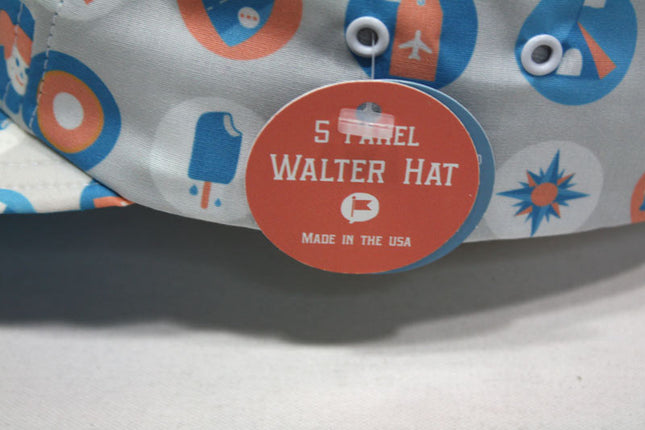 5 PANEL
WALTER HAT
MADE IN THE USA